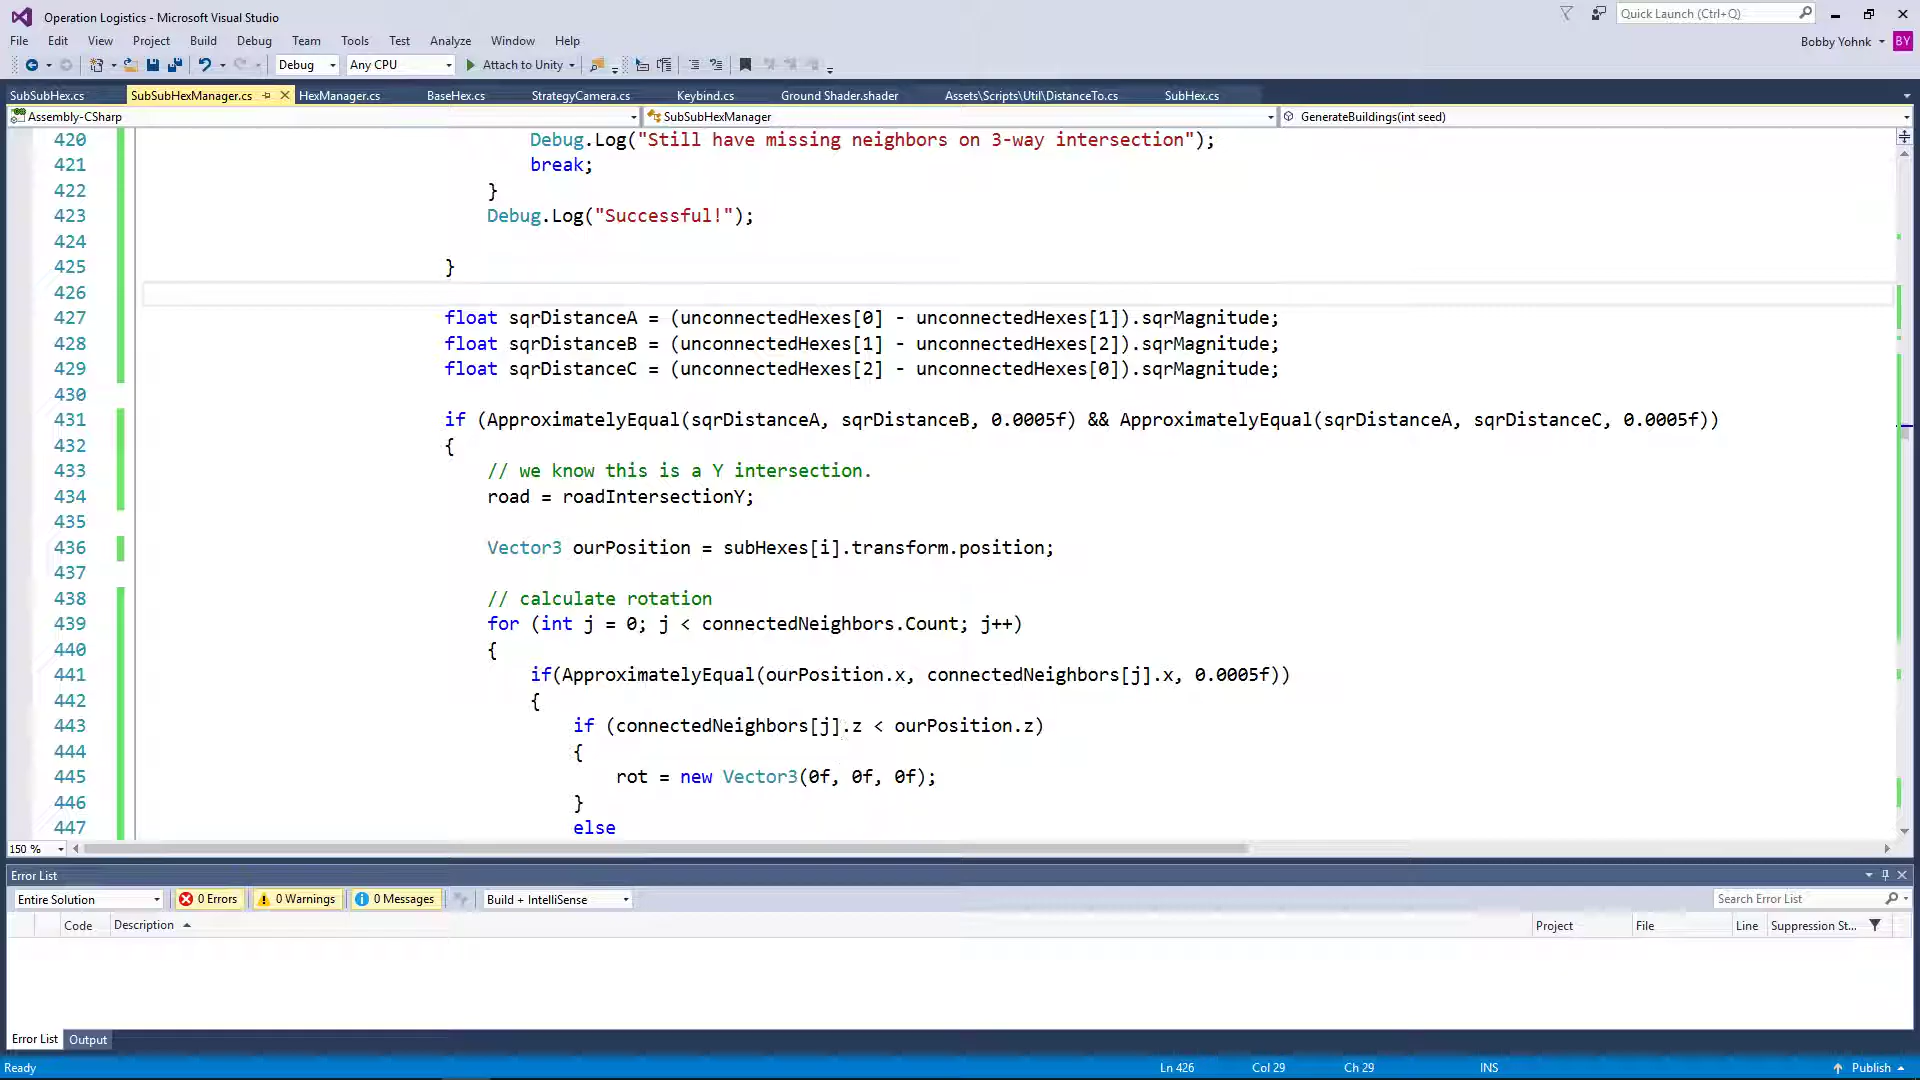 Operation Logistics - Microsoft Visual Studio
Quick Launch (Ctrl+Q)
File Edit View Project Build Debug Team Tools Test Analyze Window Help
Bobby Yohnk BY
Debug Any CPU Attach to Unity
SubSubHex.cs SubSubHexManager.cs HexManager.cs BaseHex.cs StrategyCamera.cs Keybind.cs Ground Shader.shader Assets\Scripts\Util\DistanceTo.cs SubHex.cs
Assembly-CSharp SubSubHexManager GenerateBuildings(int seed)
420 Debug.Log("Still have missing neighbors on 3-way intersection");
421 break;
422 }
423 Debug.Log("Successful!");
424
425 }
426
427 float sqrDistanceA = (unconnectedHexes[0] - unconnectedHexes[1]).sqrMagnitude;
428 float sqrDistanceB = (unconnectedHexes[1] - unconnectedHexes[2]).sqrMagnitude;
429 float sqrDistanceC = (unconnectedHexes[2] - unconnectedHexes[0]).sqrMagnitude;
430
431 if (ApproximatelyEqual(sqrDistanceA, sqrDistanceB, 0.0005f) && ApproximatelyEqual(sqrDistanceA, sqrDistanceC, 0.0005f))
432 {
433 // we know this is a Y intersection.
434 road = roadIntersectionY;
435
436 Vector3 ourPosition = subHexes[i].transform.position;
437
438 // calculate rotation
439 for (int j = 0; j < connectedNeighbors.Count; j++)
440 {
441 if(ApproximatelyEqual(ourPosition.x, connectedNeighbors[j].x, 0.0005f))
442 {
443 if (connectedNeighbors[j].z < ourPosition.z)
444 {
445 rot = new Vector3(0f, 0f, 0f);
446 }
447 else
150 %
Error List
Entire Solution 0 Errors 0 Warnings 0 Messages Build + IntelliSense Search Error List
Code Description Project File Line Suppression St...
Error List Output
Ready Ln 426 Col 29 Ch 29 INS Publish